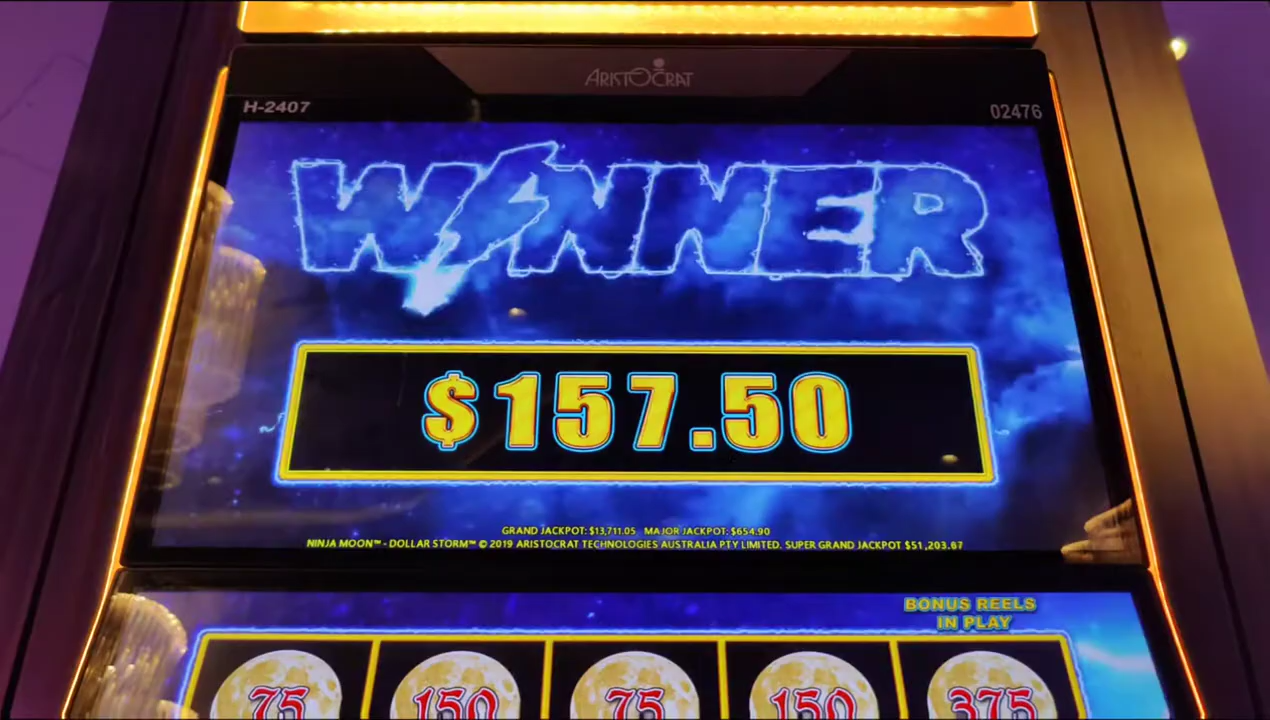 ARISTOCRAT
H-2407
02476
WINNER
$157.50
GRAND JACKPOT: $13,711.05 MAJOR JACKPOT: $654.90
NINJA MOON™ - DOLLAR STORM™ © 2019 ARISTOCRAT TECHNOLOGIES AUSTRALIA PTY LIMITED. SUPER GRAND JACKPOT $51,203.67
BONUS REELS
IN PLAY
75 150 75 150 375